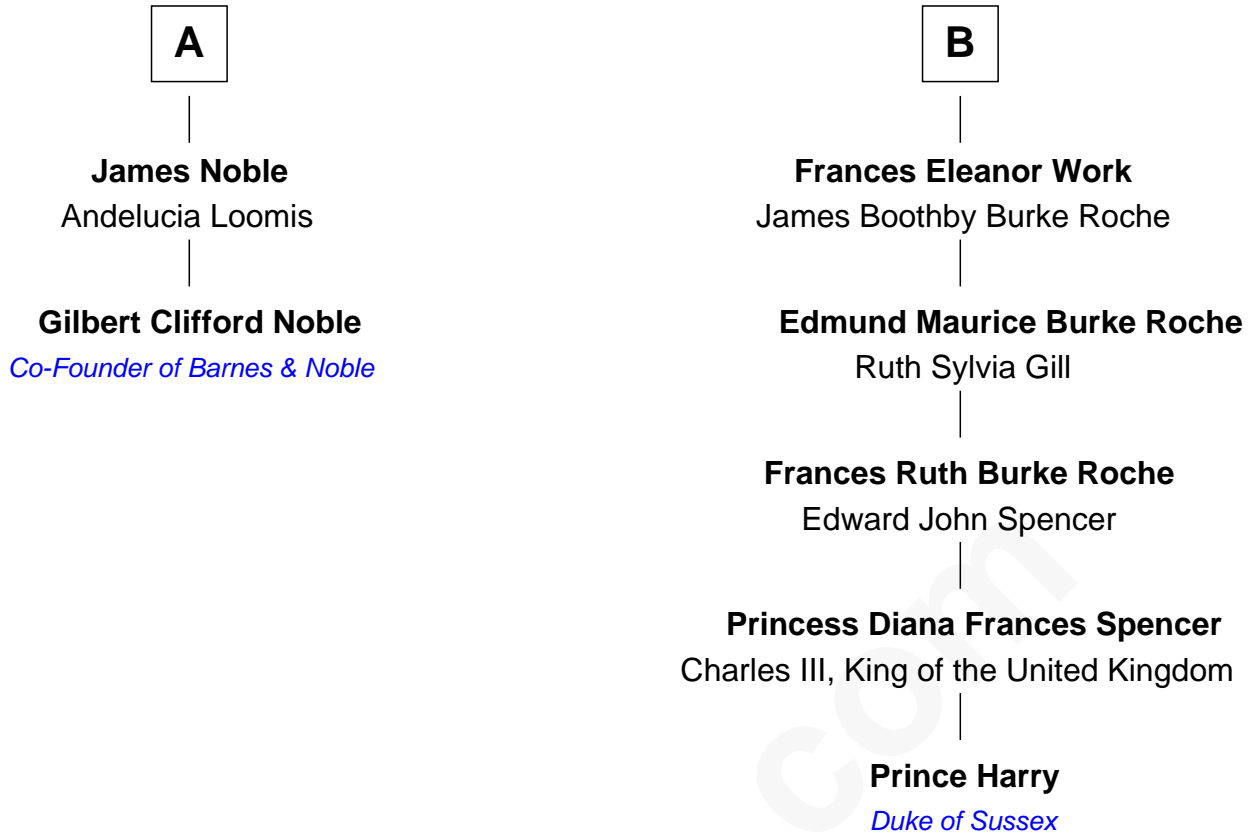 A
James Noble
Andelucia Loomis
Gilbert Clifford Noble
Co-Founder of Barnes & Noble
B
Frances Eleanor Work
James Boothby Burke Roche
Edmund Maurice Burke Roche
Ruth Sylvia Gill
Frances Ruth Burke Roche
Edward John Spencer
Princess Diana Frances Spencer
Charles III, King of the United Kingdom
Prince Harry
Duke of Sussex
com